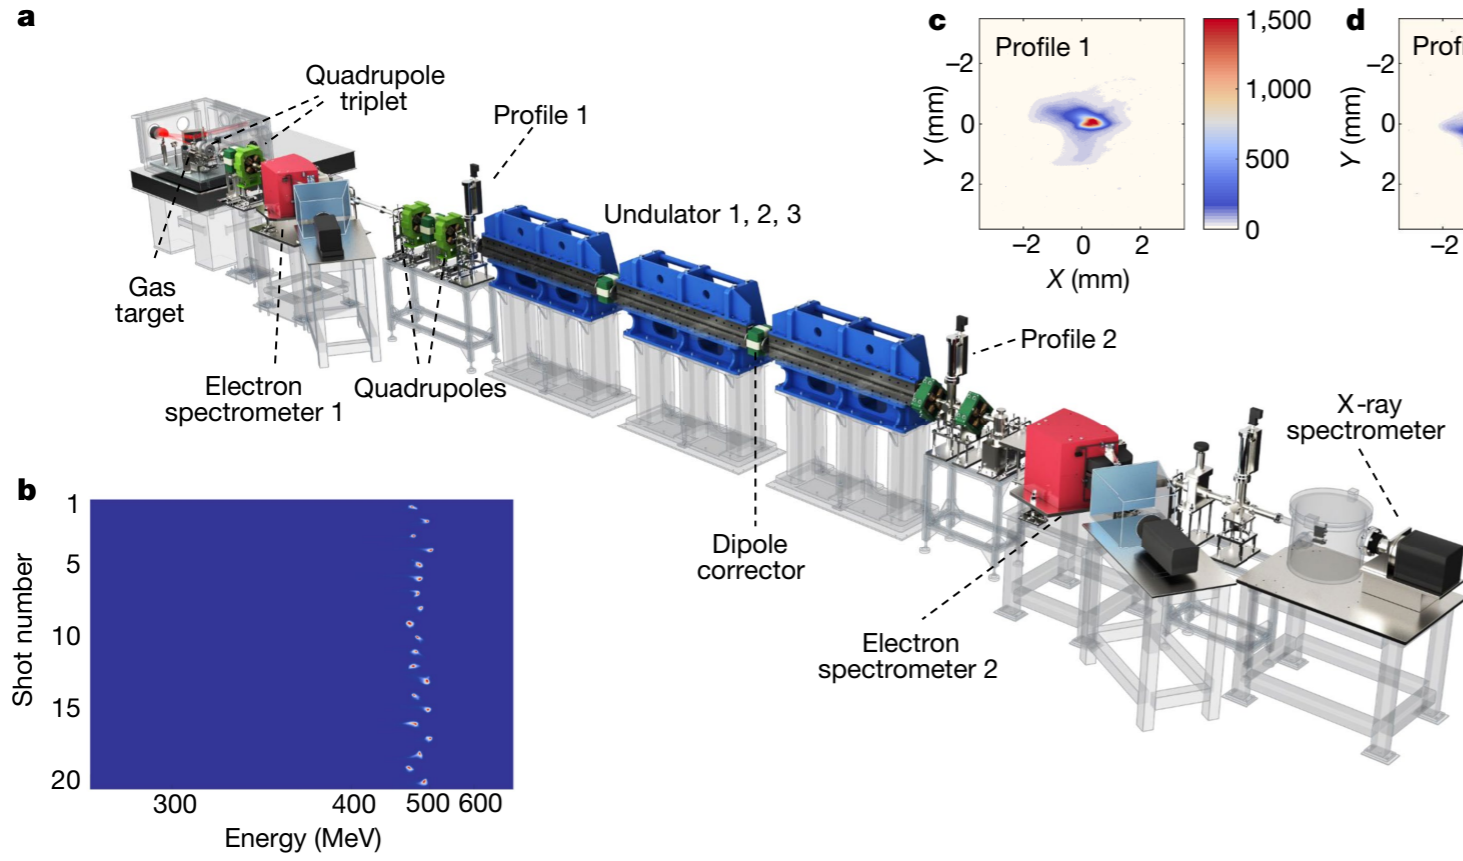 a
Quadrupole
triplet
Profile 1
Undulator 1, 2, 3
Gas
target
Electron
spectrometer 1
Quadrupoles
Profile 2
Dipole
corrector
X-ray
spectrometer
Electron
spectrometer 2
b
1
5
10
15
20
Shot number
300 400 500 600
Energy (MeV)
c
Profile 1
–2
0
2
Y (mm)
–2 0 2
X (mm)
1,500
1,000
500
0
d
–2
0
2
Y (mm)
–2